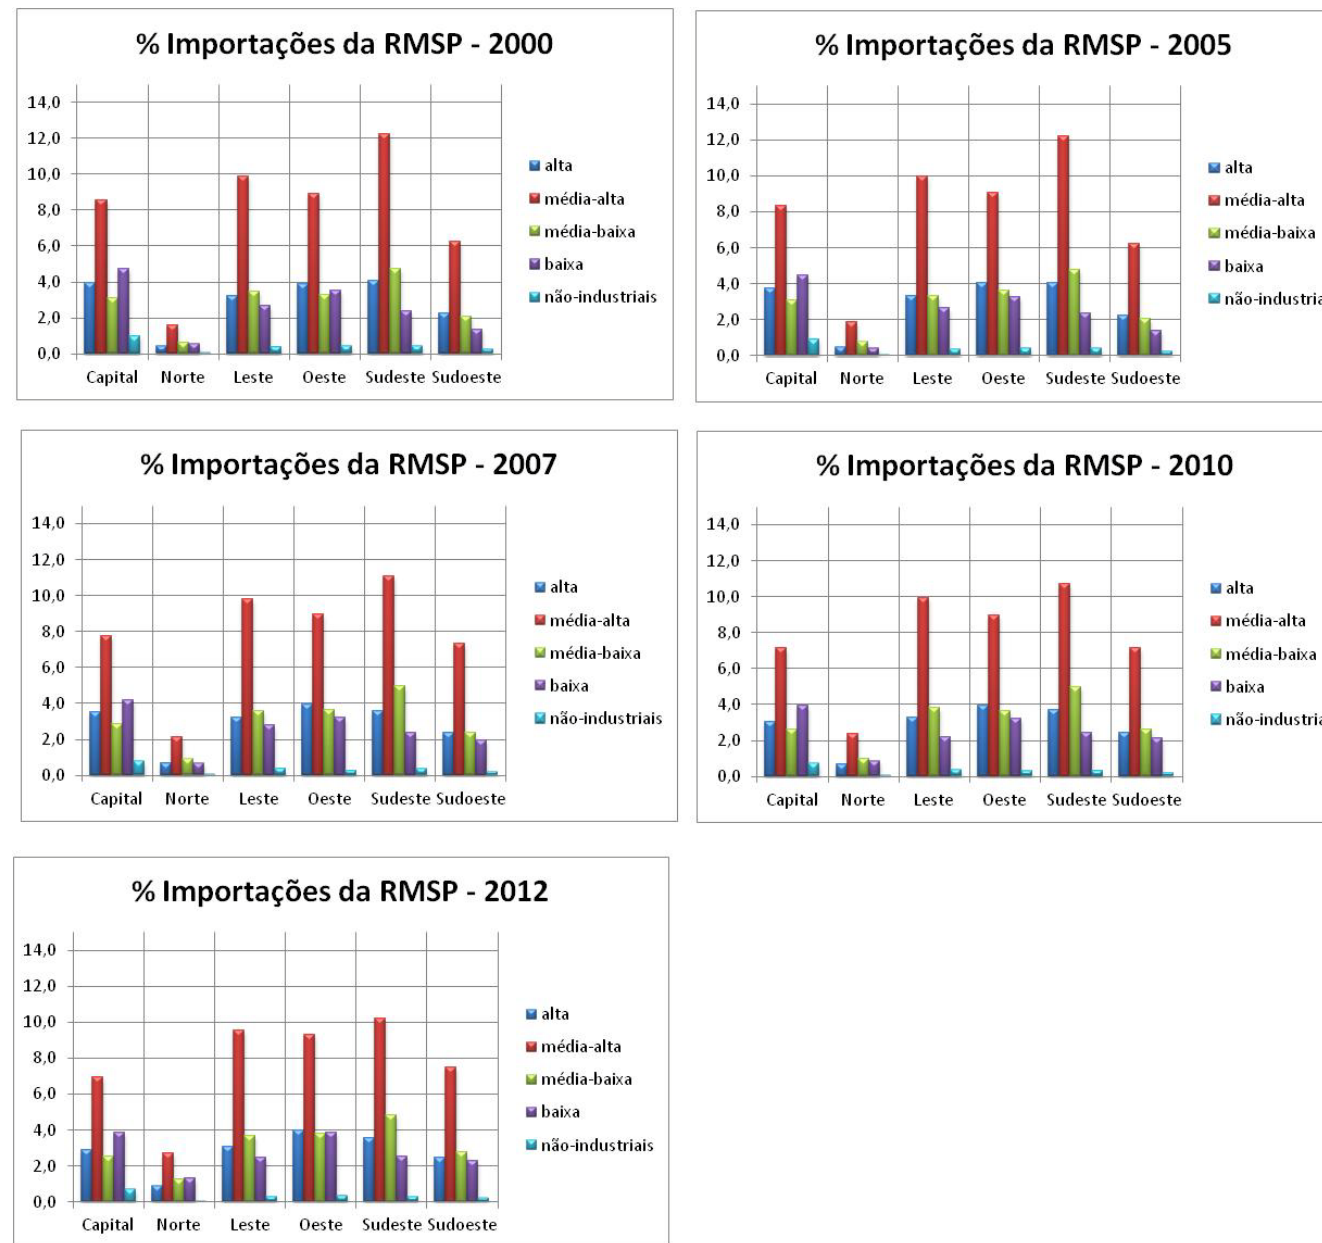 % Importações da RMSP - 2000
14,0
12,0
10,0
8,0
6,0
4,0
2,0
0,0
Capital Norte Leste Oeste Sudeste Sudoeste
alta
média-alta
média-baixa
baixa
não-industriais
% Importações da RMSP - 2005
14,0
12,0
10,0
8,0
6,0
4,0
2,0
0,0
Capital Norte Leste Oeste Sudeste Sudoeste
alta
média-alta
média-baixa
baixa
não-industria
% Importações da RMSP - 2007
14,0
12,0
10,0
8,0
6,0
4,0
2,0
0,0
Capital Norte Leste Oeste Sudeste Sudoeste
alta
média-alta
média-baixa
baixa
não-industriais
% Importações da RMSP - 2010
14,0
12,0
10,0
8,0
6,0
4,0
2,0
0,0
Capital Norte Leste Oeste Sudeste Sudoeste
alta
média-alta
média-baixa
baixa
não-industria
% Importações da RMSP - 2012
14,0
12,0
10,0
8,0
6,0
4,0
2,0
0,0
Capital Norte Leste Oeste Sudeste Sudoeste
alta
média-alta
média-baixa
baixa
não-industriais